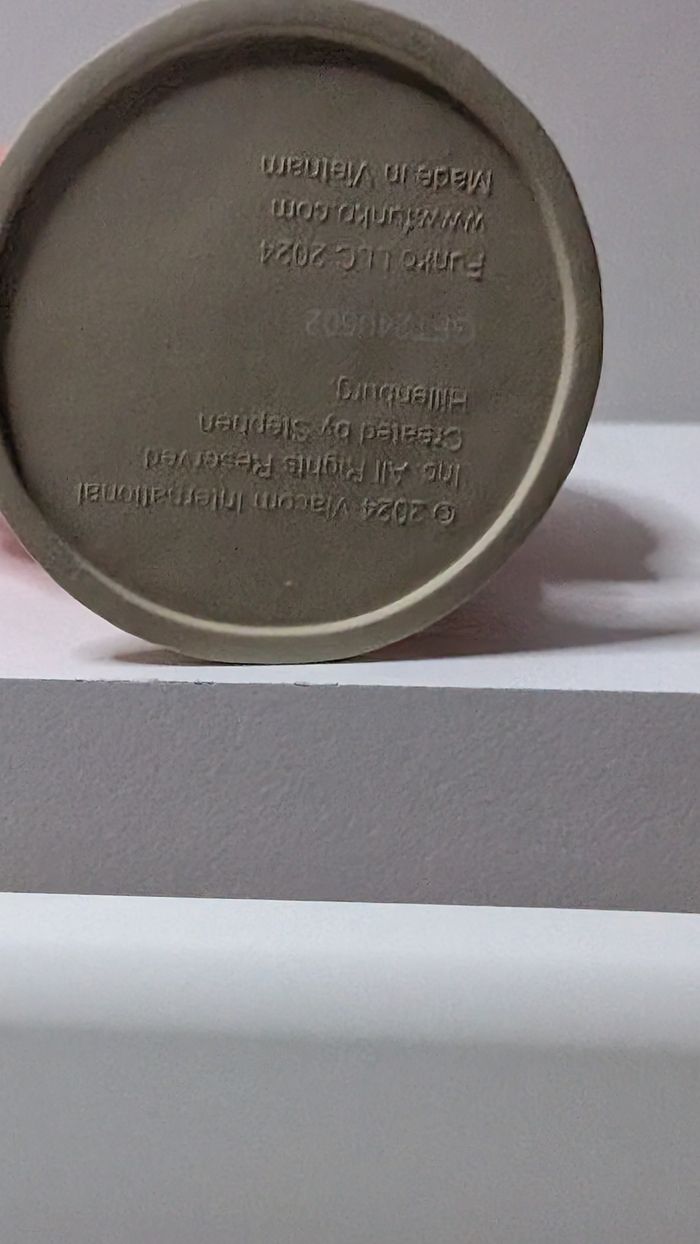 © 2024 Viacom International
Inc. All Rights Reserved
Created by Stephen
Hillenburg.
Funko LLC 2024
www.funko.com
Made in Vietnam